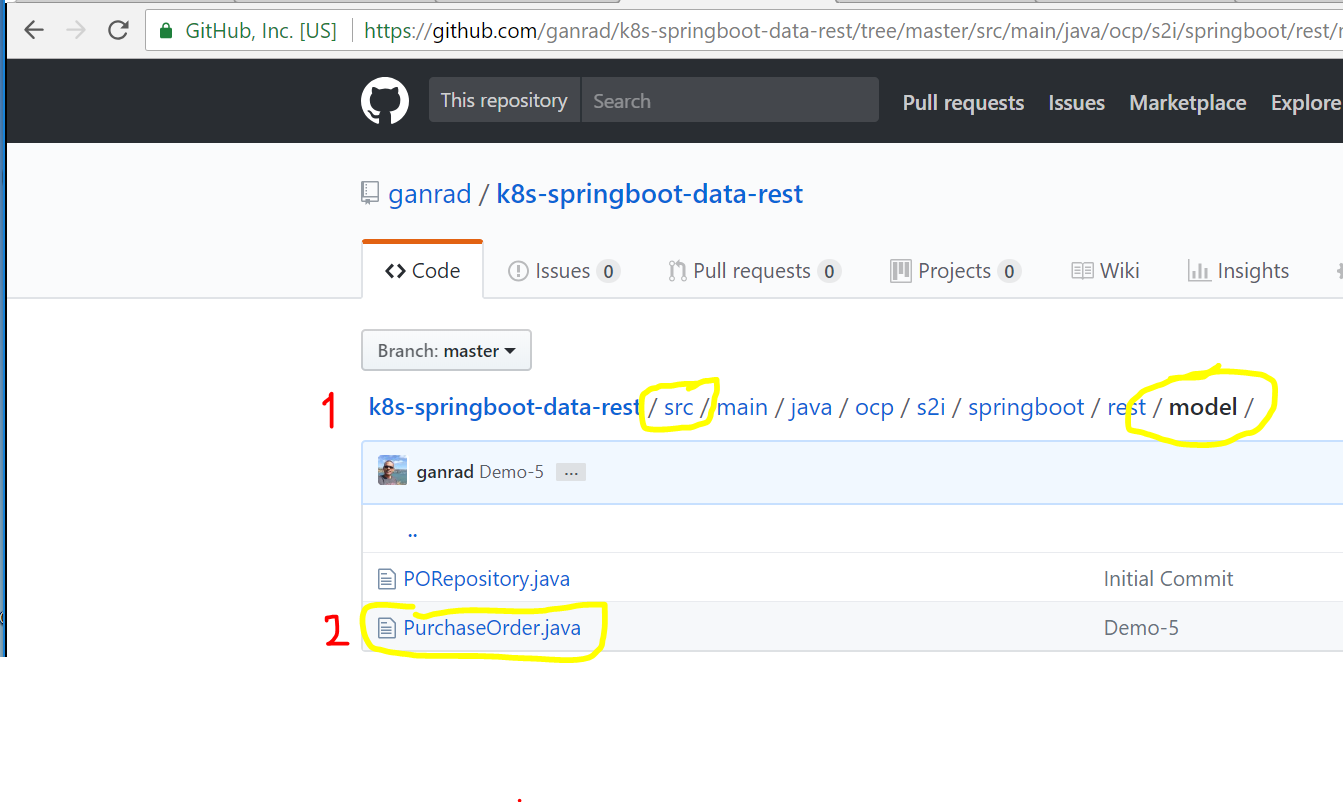 GitHub, Inc. [US] https://github.com/ganrad/k8s-springboot-data-rest/tree/master/src/main/java/ocp/s2i/springboot/rest/
This repository Search Pull requests Issues Marketplace Explore
ganrad / k8s-springboot-data-rest
<> Code Issues 0 Pull requests 0 Projects 0 Wiki Insights
Branch: master
1 k8s-springboot-data-rest / src / main / java / ocp / s2i / springboot / rest / model /
ganrad Demo-5 ...
..
PORepository.java Initial Commit
2 PurchaseOrder.java Demo-5